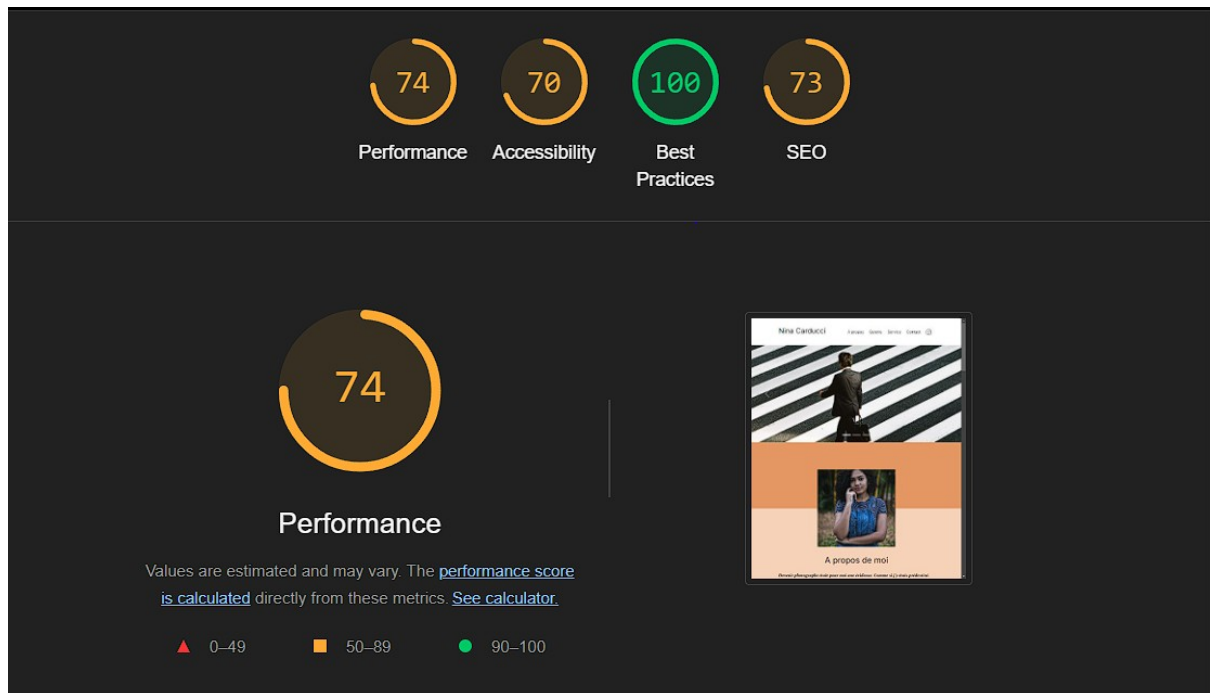 74
70
100
73
Performance
Accessibility
Best
Practices
SEO
74
Performance
Values are estimated and may vary. The performance score
is calculated directly from these metrics. See calculator.
0–49
50–89
90–100
Nina Carducci
A propos
Service
Contact
A propos de moi